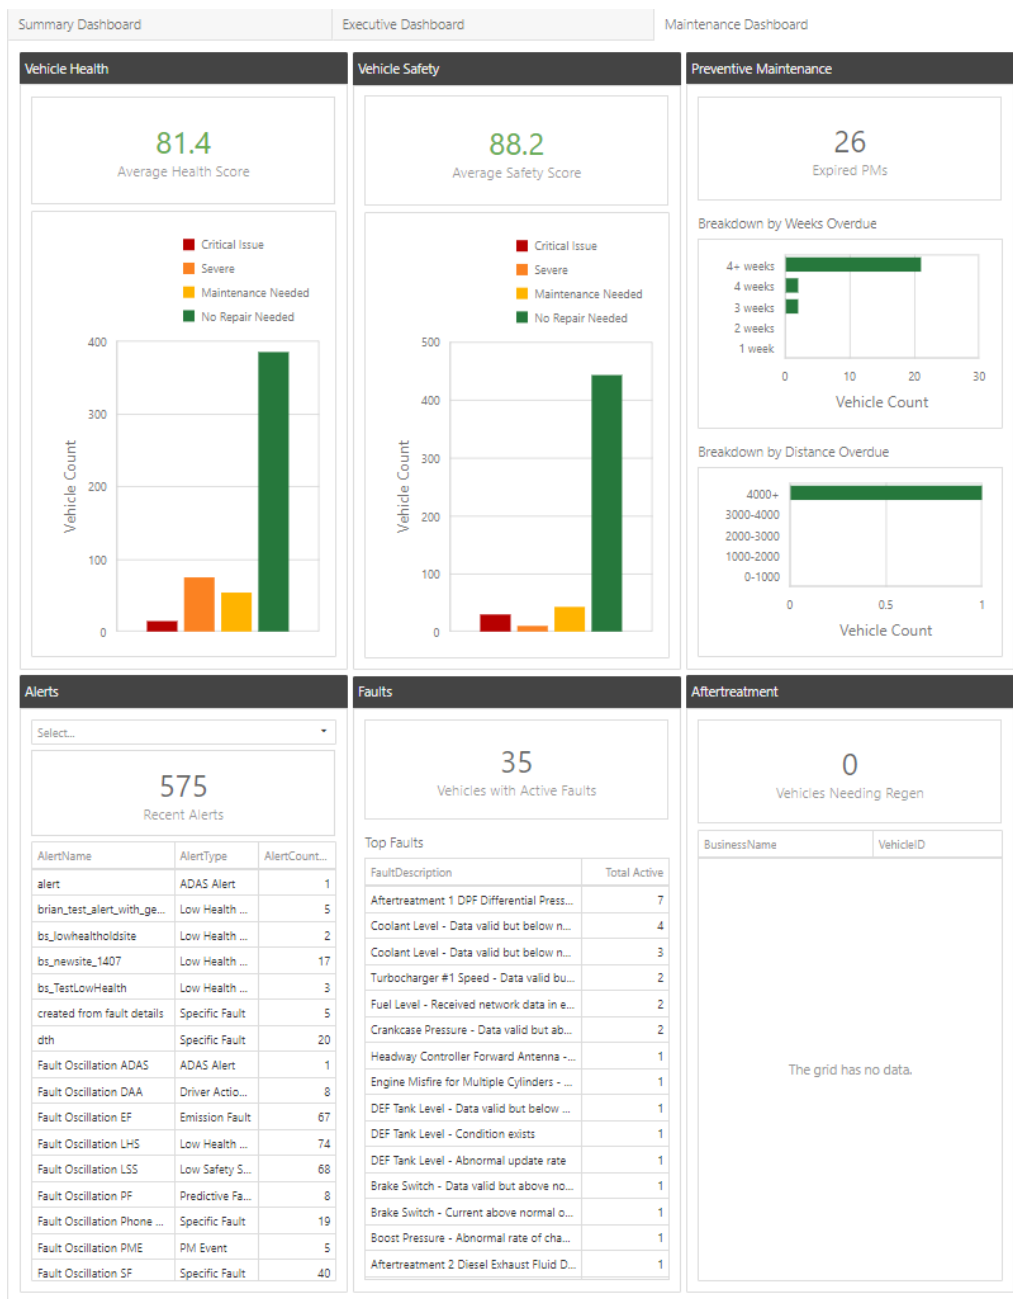 Summary Dashboard
Executive Dashboard
Maintenance Dashboard
Vehicle Health
81.4
Average Health Score
Critical Issue
Severe
Maintenance Needed
No Repair Needed
400
300
200
100
0
Vehicle Count
Vehicle Safety
88.2
Average Safety Score
Critical Issue
Severe
Maintenance Needed
No Repair Needed
500
400
300
200
100
0
Vehicle Count
Preventive Maintenance
26
Expired PMs
Breakdown by Weeks Overdue
4+ weeks
4 weeks
3 weeks
2 weeks
1 week
0 10 20 30
Vehicle Count
Breakdown by Distance Overdue
4000+
3000-4000
2000-3000
1000-2000
0-1000
0 0.5 1
Vehicle Count
Alerts
Select...
575
Recent Alerts
AlertName AlertType AlertCount...
alert ADAS Alert 1
brian_test_alert_with_ge... Low Health ... 5
bs_lowhealtholdsite Low Health ... 2
bs_newsite_1407 Low Health ... 17
bs_TestLowHealth Low Health ... 3
created from fault details Specific Fault 5
dth Specific Fault 20
Fault Oscillation ADAS ADAS Alert 1
Fault Oscillation DAA Driver Actio... 8
Fault Oscillation EF Emission Fault 67
Fault Oscillation LHS Low Health ... 74
Fault Oscillation LSS Low Safety S... 68
Fault Oscillation PF Predictive Fa... 8
Fault Oscillation Phone ... Specific Fault 19
Fault Oscillation PME PM Event 5
Fault Oscillation SF Specific Fault 40
Faults
35
Vehicles with Active Faults
Top Faults
FaultDescription Total Active
Aftertreatment 1 DPF Differential Press... 7
Coolant Level - Data valid but below n... 4
Coolant Level - Data valid but below n... 3
Turbocharger #1 Speed - Data valid bu... 2
Fuel Level - Received network data in e... 2
Crankcase Pressure - Data valid but ab... 2
Headway Controller Forward Antenna -... 1
Engine Misfire for Multiple Cylinders - ... 1
DEF Tank Level - Data valid but below ... 1
DEF Tank Level - Condition exists 1
DEF Tank Level - Abnormal update rate 1
Brake Switch - Data valid but above no... 1
Brake Switch - Current above normal o... 1
Boost Pressure - Abnormal rate of cha... 1
Aftertreatment 2 Diesel Exhaust Fluid D... 1
Aftertreatment
0
Vehicles Needing Regen
BusinessName VehicleID
The grid has no data.